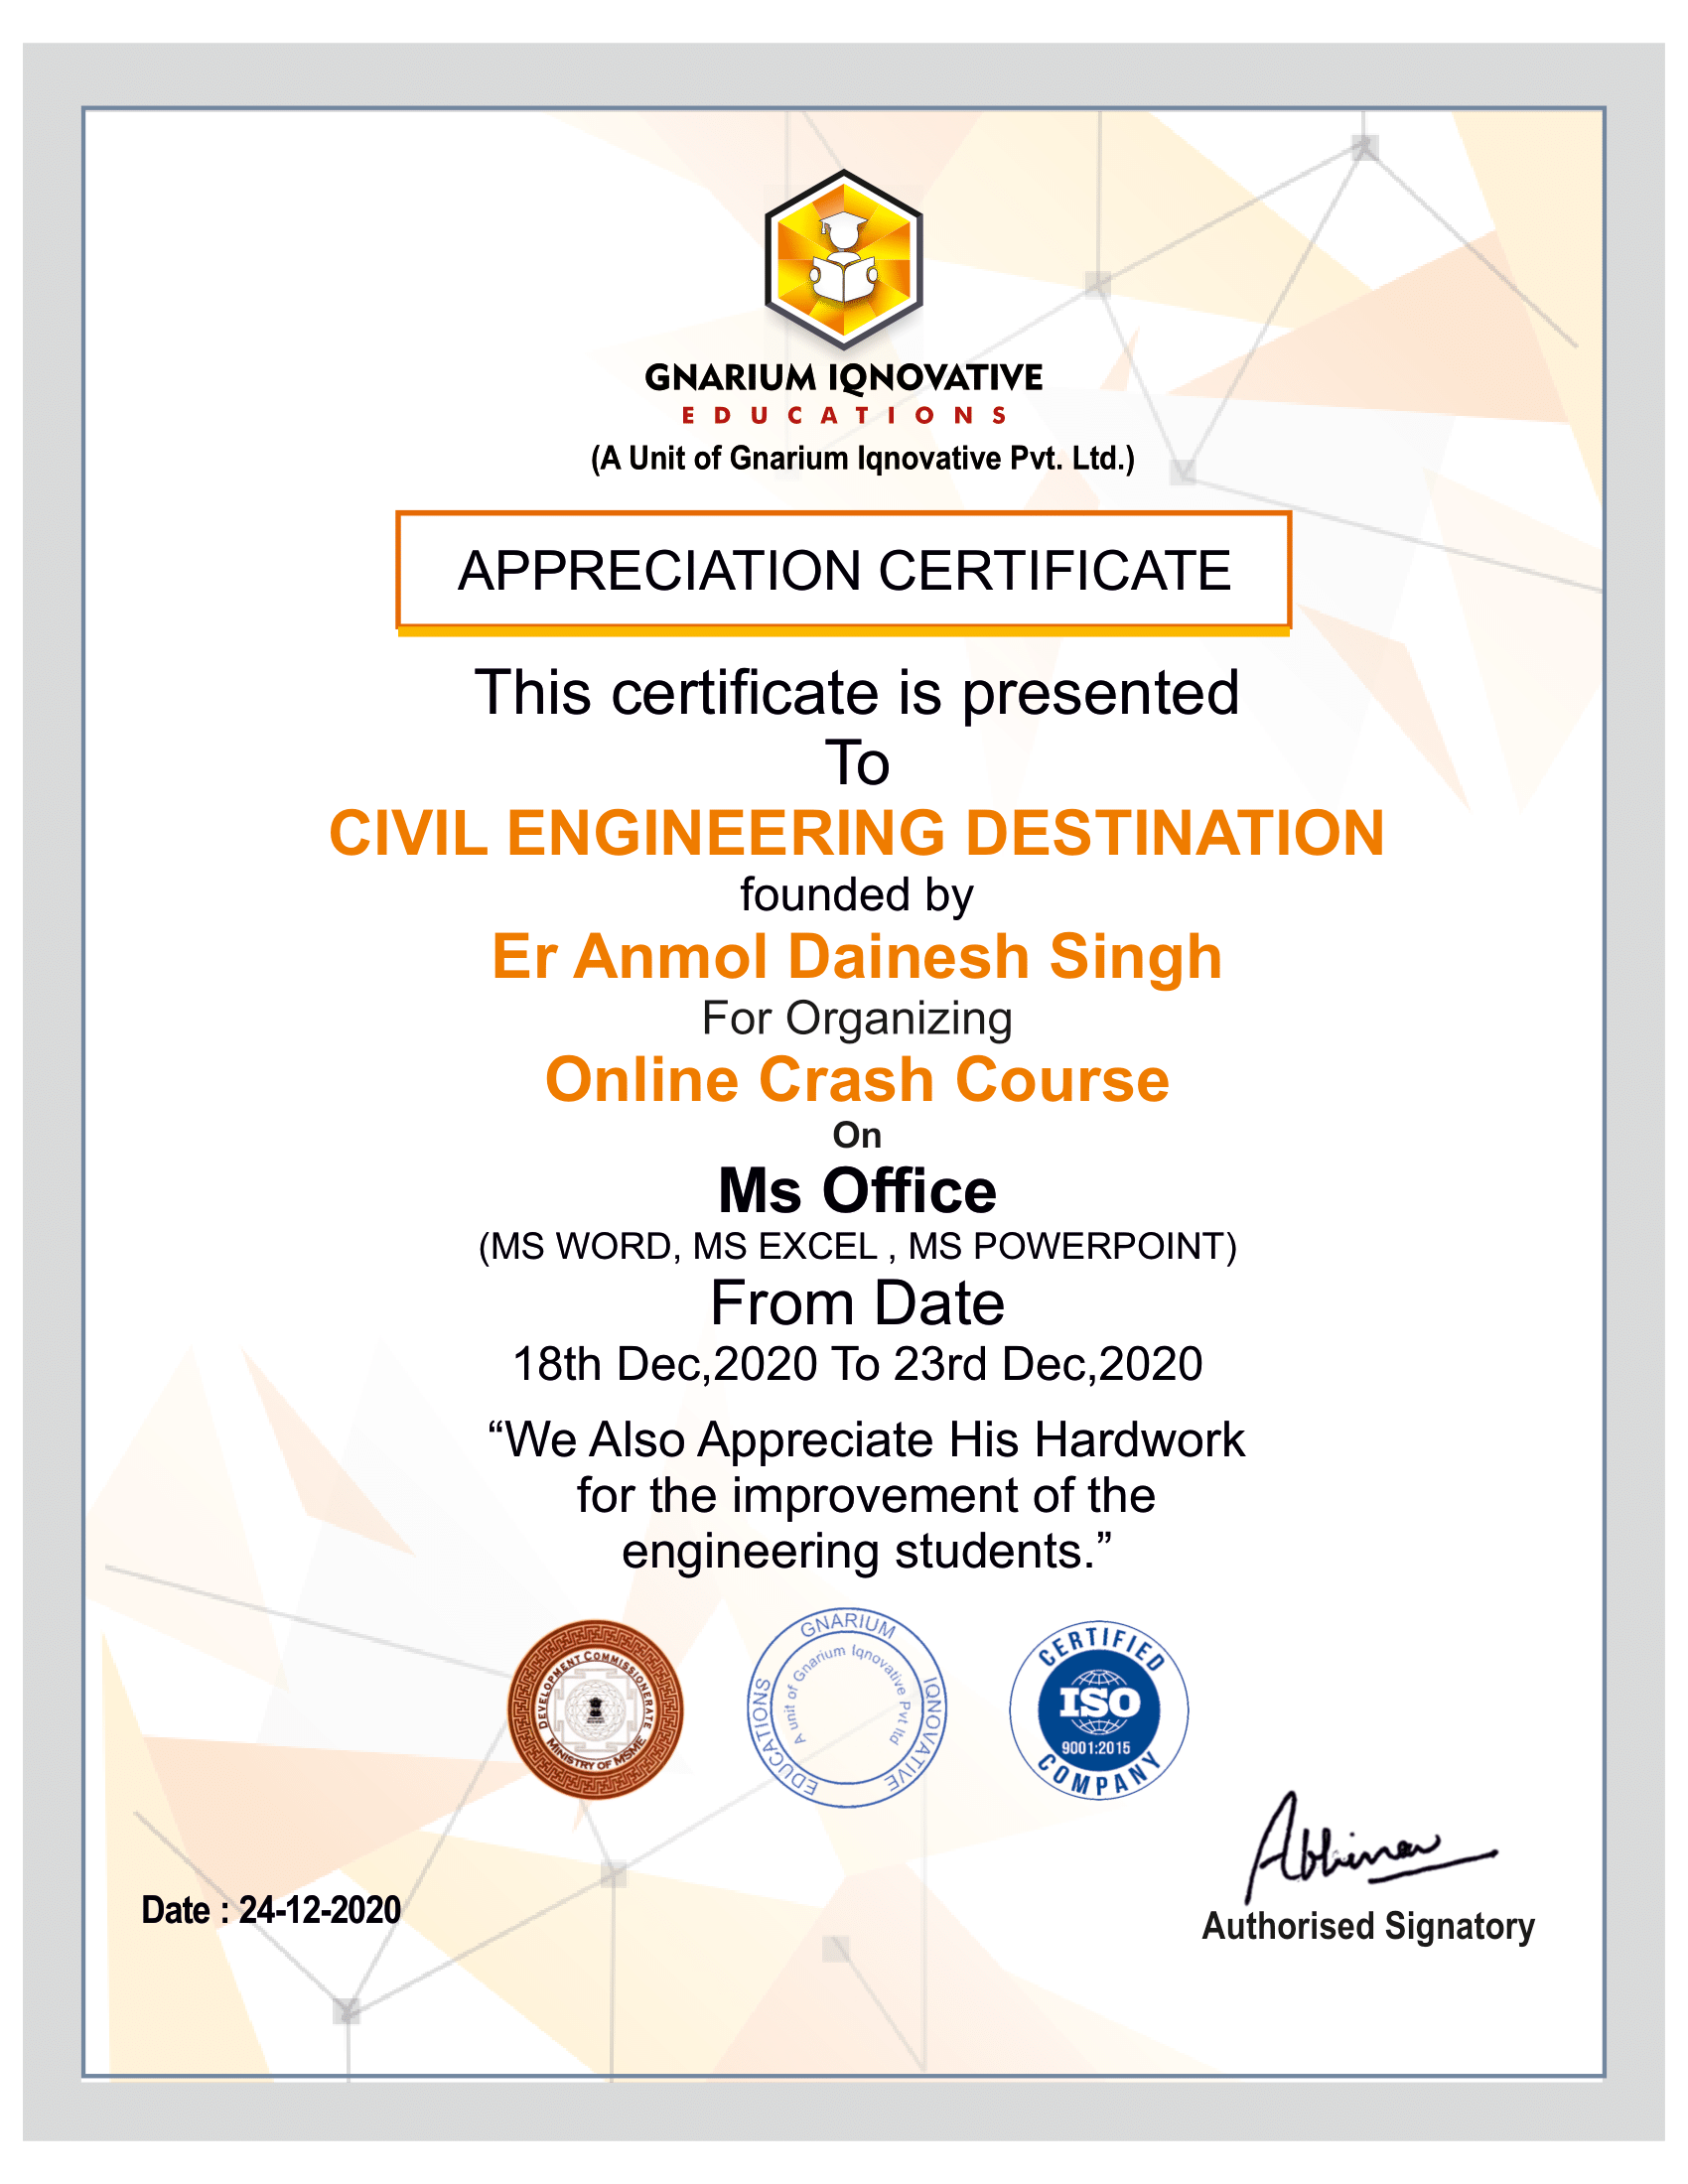 GNARIUM IQNOVATIVE
EDUCATIONS
(A Unit of Gnarium Iqnovative Pvt. Ltd.)
APPRECIATION CERTIFICATE
This certificate is presented
To
CIVIL ENGINEERING DESTINATION
founded by
Er Anmol Dainesh Singh
For Organizing
Online Crash Course
On
Ms Office
(MS WORD, MS EXCEL , MS POWERPOINT)
From Date
18th Dec,2020 To 23rd Dec,2020
“We Also Appreciate His Hardwork
for the improvement of the
engineering students.”
DEVELOPMENT COMMISSIONERATE
MINISTRY OF MSME
GNARIUM IQNOVATIVE EDUCATIONS
A unit of Gnarium Iqnovative Pvt ltd
CERTIFIED
ISO
9001:2015
COMPANY
Abhinav
Date : 24-12-2020
Authorised Signatory